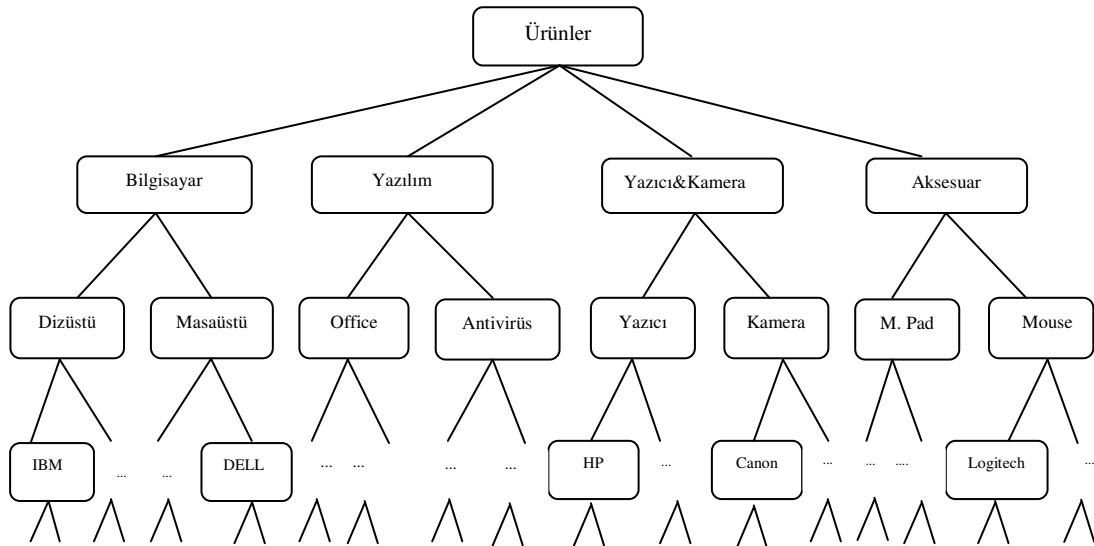 Ürünler
Bilgisayar Yazılım Yazıcı&Kamera Aksesuar
Dizüstü Masaüstü Office Antivirüs Yazıcı Kamera M. Pad Mouse
IBM ... ... DELL ... ... ... ... HP ... Canon ... ... .... Logitech ...